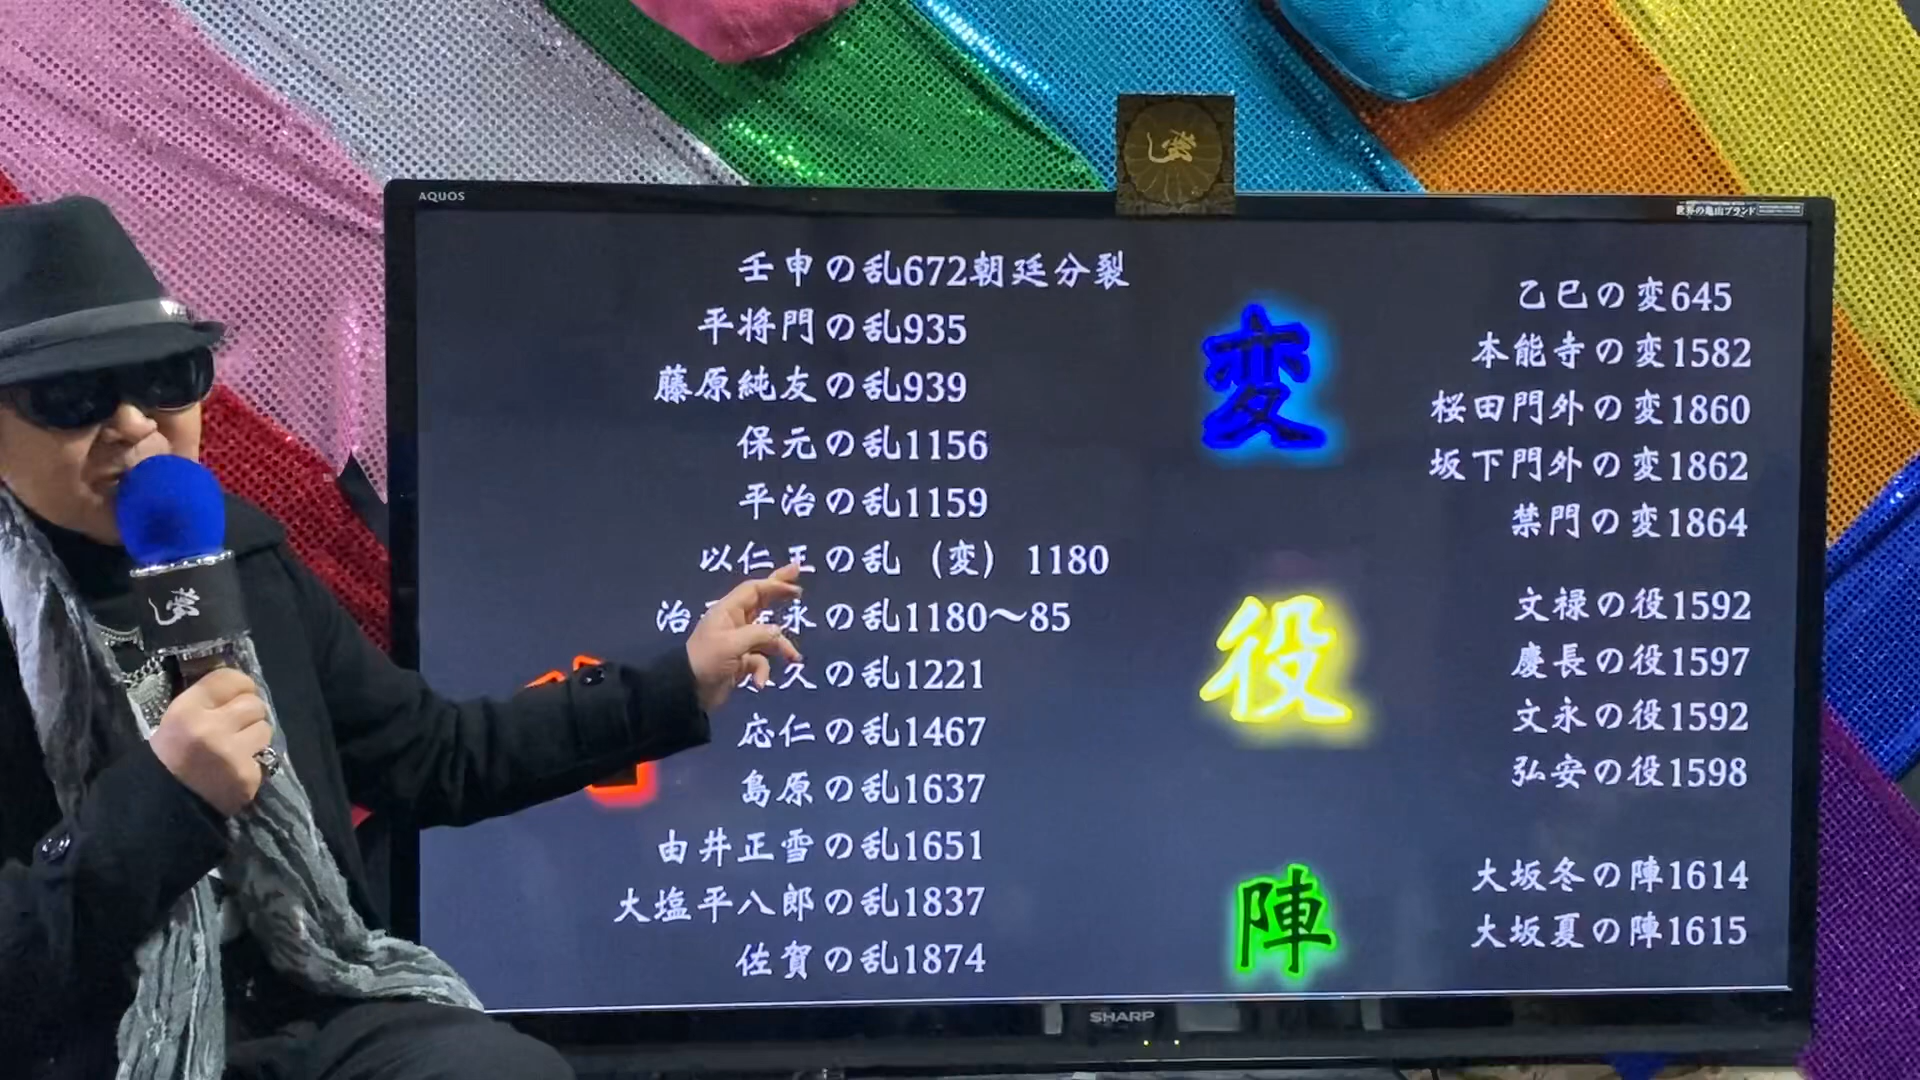 AQUOS
世界の亀山ブランド
壬申の乱672朝廷分裂
平将門の乱935
藤原純友の乱939
保元の乱1156
平治の乱1159
以仁王の乱（変）1180
治 永の乱1180～85
久の乱1221
応仁の乱1467
島原の乱1637
由井正雪の乱1651
大塩平八郎の乱1837
佐賀の乱1874
変
乙巳の変645
本能寺の変1582
桜田門外の変1860
坂下門外の変1862
禁門の変1864
役
文禄の役1592
慶長の役1597
文永の役1592
弘安の役1598
陣
大坂冬の陣1614
大坂夏の陣1615
SHARP